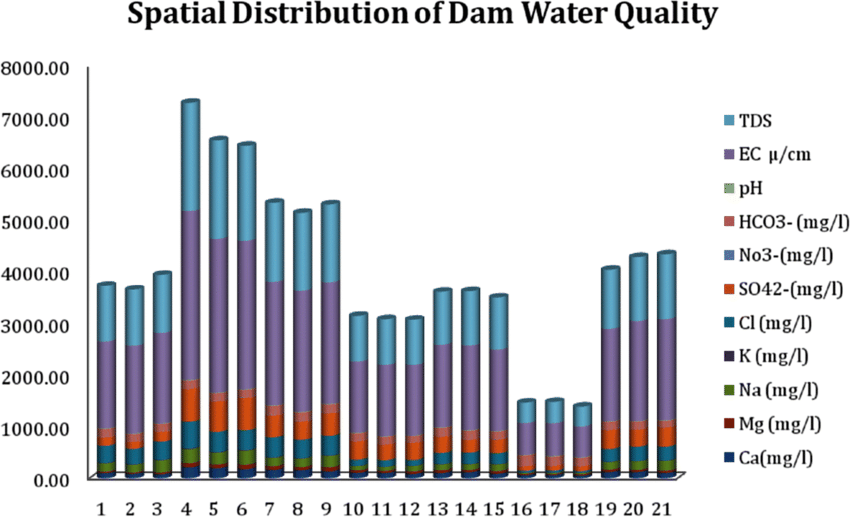 Spatial Distribution of Dam Water Quality
8000.00
7000.00
6000.00
5000.00
4000.00
3000.00
2000.00
1000.00
0.00
1 2 3 4 5 6 7 8 9 10 11 12 13 14 15 16 17 18 19 20 21
TDS
EC µ/cm
pH
HCO3- (mg/l)
No3-(mg/l)
SO42-(mg/l)
Cl (mg/l)
K (mg/l)
Na (mg/l)
Mg (mg/l)
Ca(mg/l)